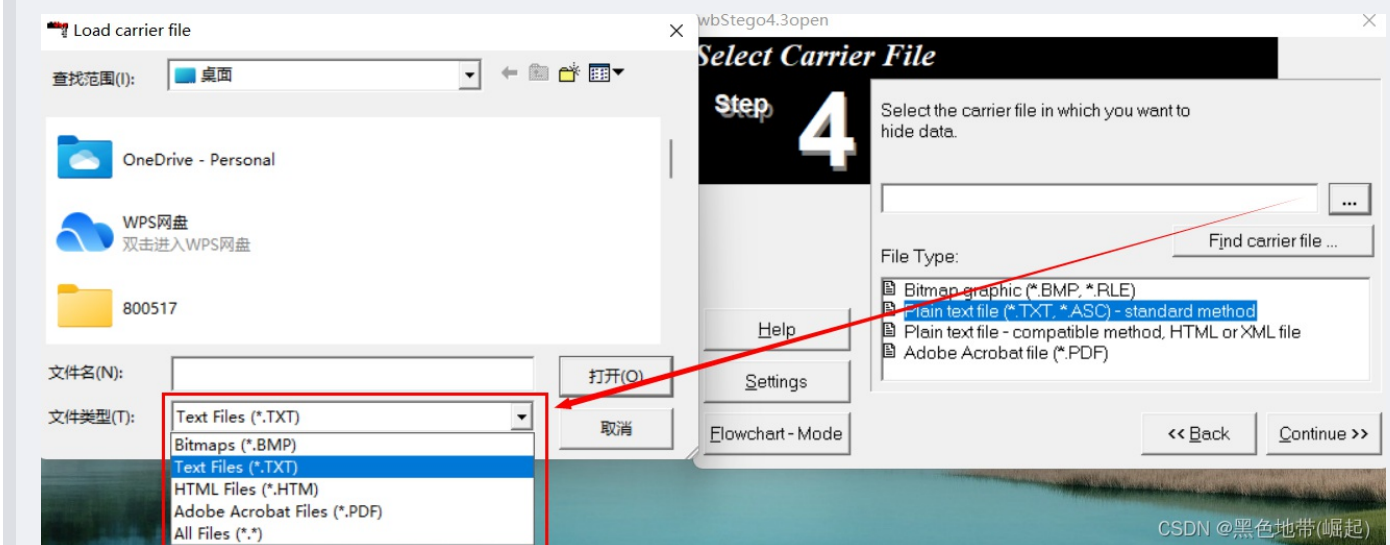 Load carrier file
查找范围(I):
桌面
OneDrive - Personal
WPS网盘
双击进入WPS网盘
800517
文件名(N):
打开(O)
文件类型(T):
Text Files (*.TXT)
取消
Bitmaps (*.BMP)
Text Files (*.TXT)
HTML Files (*.HTM)
Adobe Acrobat Files (*.PDF)
All Files (*.*)
wbStego4.3open
Select Carrier File
Step 4
Select the carrier file in which you want to
hide data.
...
Find carrier file ...
File Type:
Bitmap graphic (*.BMP, *.RLE)
Plain text file (*.TXT, *.ASC) - standard method
Plain text file - compatible method, HTML or XML file
Adobe Acrobat file (*.PDF)
Help
Settings
Flowchart - Mode
<< Back
Continue >>
CSDN @黑色地带(崛起)